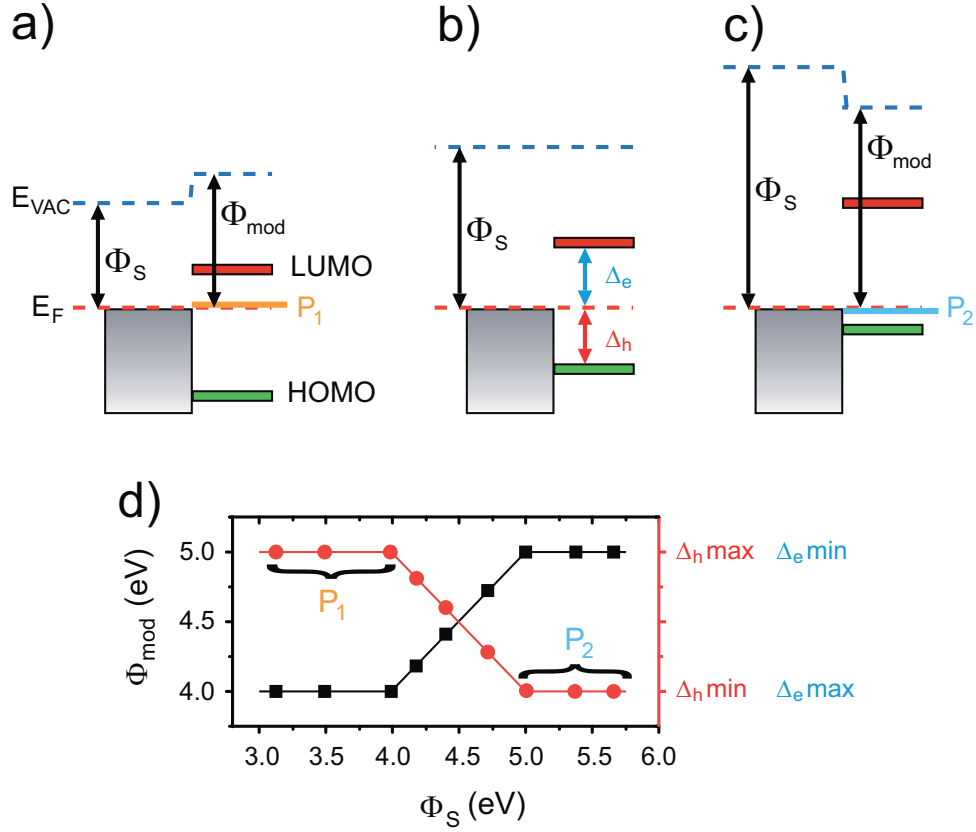 a)
b)
c)
E_VAC
Φ_S
Φ_mod
LUMO
E_F
P_1
HOMO
Φ_S
Δ_e
Δ_h
Φ_S
Φ_mod
P_2
d)
Φ_mod (eV)
5.0
4.5
4.0
P_1
P_2
Δ_h max Δ_e min
Δ_h min Δ_e max
3.0 3.5 4.0 4.5 5.0 5.5 6.0
Φ_S (eV)